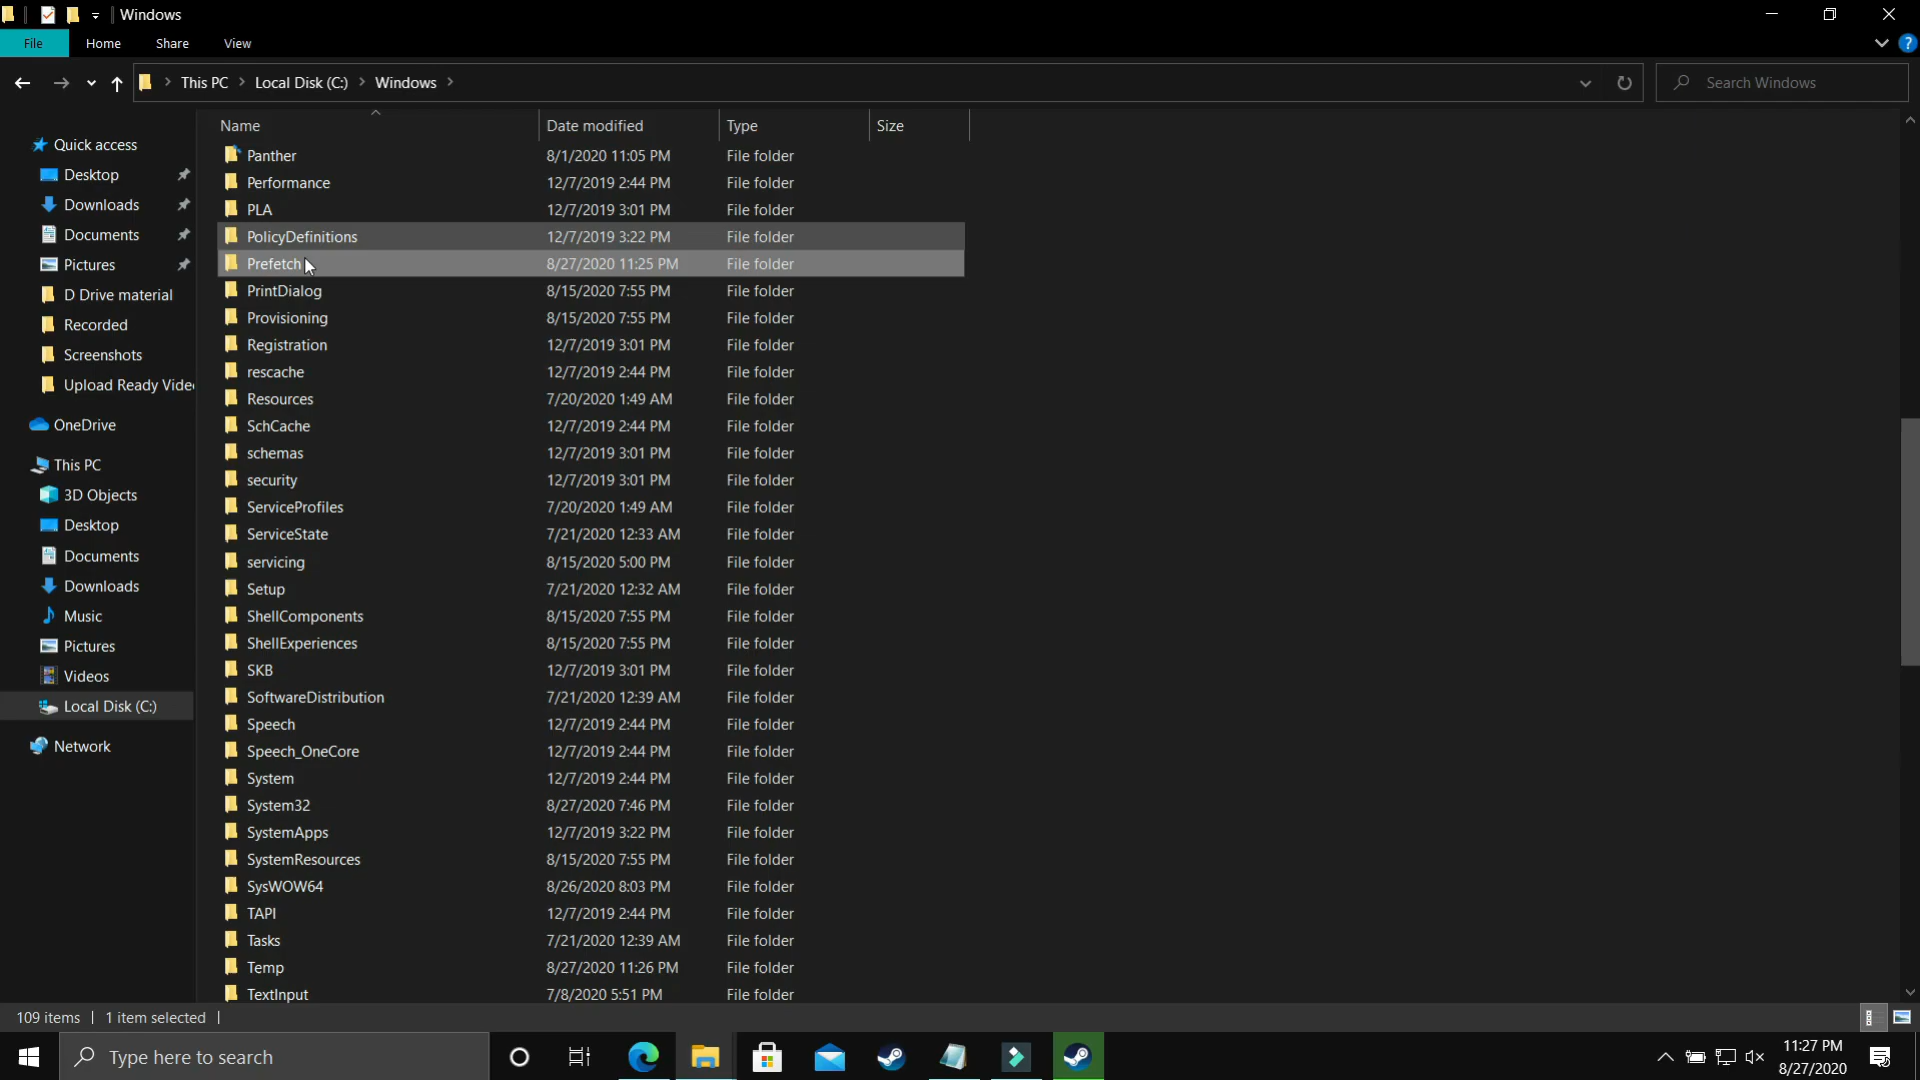 Windows
File Home Share View
This PC Local Disk (C:) Windows Search Windows
Name Date modified Type Size
Quick access
Desktop
Downloads
Documents
Pictures
D Drive material
Recorded
Screenshots
Upload Ready Vide
OneDrive
This PC
3D Objects
Desktop
Documents
Downloads
Music
Pictures
Videos
Local Disk (C:)
Network
Panther 8/1/2020 11:05 PM File folder
Performance 12/7/2019 2:44 PM File folder
PLA 12/7/2019 3:01 PM File folder
PolicyDefinitions 12/7/2019 3:22 PM File folder
Prefetch 8/27/2020 11:25 PM File folder
PrintDialog 8/15/2020 7:55 PM File folder
Provisioning 8/15/2020 7:55 PM File folder
Registration 12/7/2019 3:01 PM File folder
rescache 12/7/2019 2:44 PM File folder
Resources 7/20/2020 1:49 AM File folder
SchCache 12/7/2019 2:44 PM File folder
schemas 12/7/2019 3:01 PM File folder
security 12/7/2019 3:01 PM File folder
ServiceProfiles 7/20/2020 1:49 AM File folder
ServiceState 7/21/2020 12:33 AM File folder
servicing 8/15/2020 5:00 PM File folder
Setup 7/21/2020 12:32 AM File folder
ShellComponents 8/15/2020 7:55 PM File folder
ShellExperiences 8/15/2020 7:55 PM File folder
SKB 12/7/2019 3:01 PM File folder
SoftwareDistribution 7/21/2020 12:39 AM File folder
Speech 12/7/2019 2:44 PM File folder
Speech_OneCore 12/7/2019 2:44 PM File folder
System 12/7/2019 2:44 PM File folder
System32 8/27/2020 7:46 PM File folder
SystemApps 12/7/2019 3:22 PM File folder
SystemResources 8/15/2020 7:55 PM File folder
SysWOW64 8/26/2020 8:03 PM File folder
TAPI 12/7/2019 2:44 PM File folder
Tasks 7/21/2020 12:39 AM File folder
Temp 8/27/2020 11:26 PM File folder
TextInput 7/8/2020 5:51 PM File folder
109 items 1 item selected
Type here to search
11:27 PM
8/27/2020